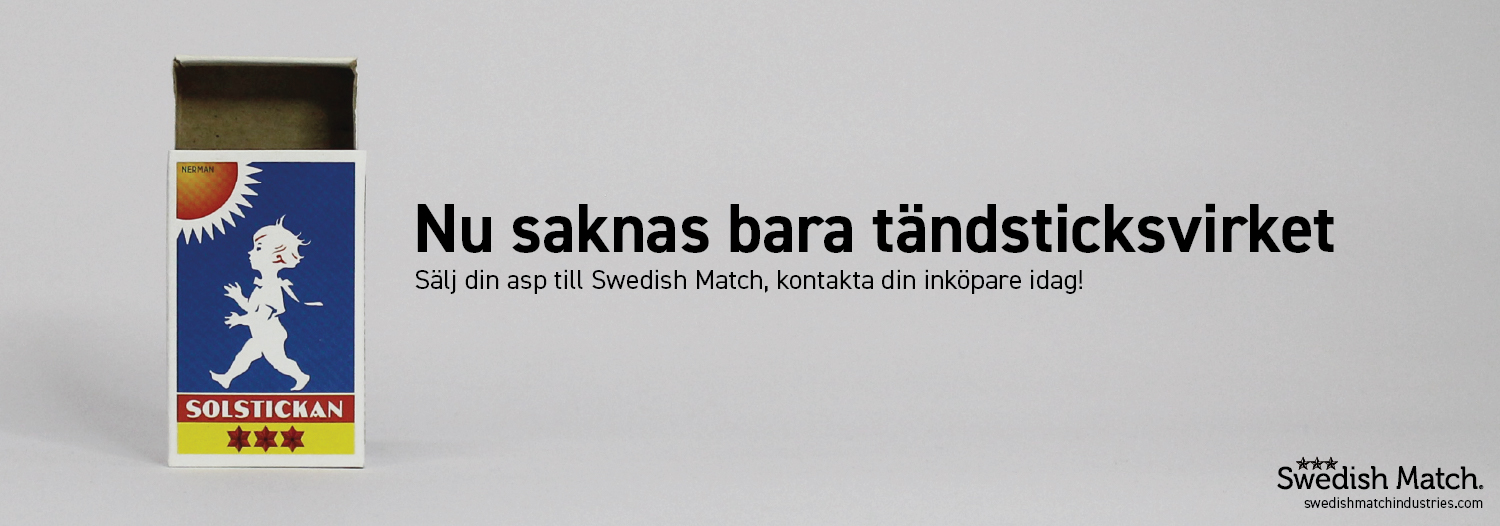 NERMAN
SOLSTICKAN
Nu saknas bara tändsticksvirket
Sälj din asp till Swedish Match, kontakta din inköpare idag!
Swedish Match.
swedishmatchindustries.com